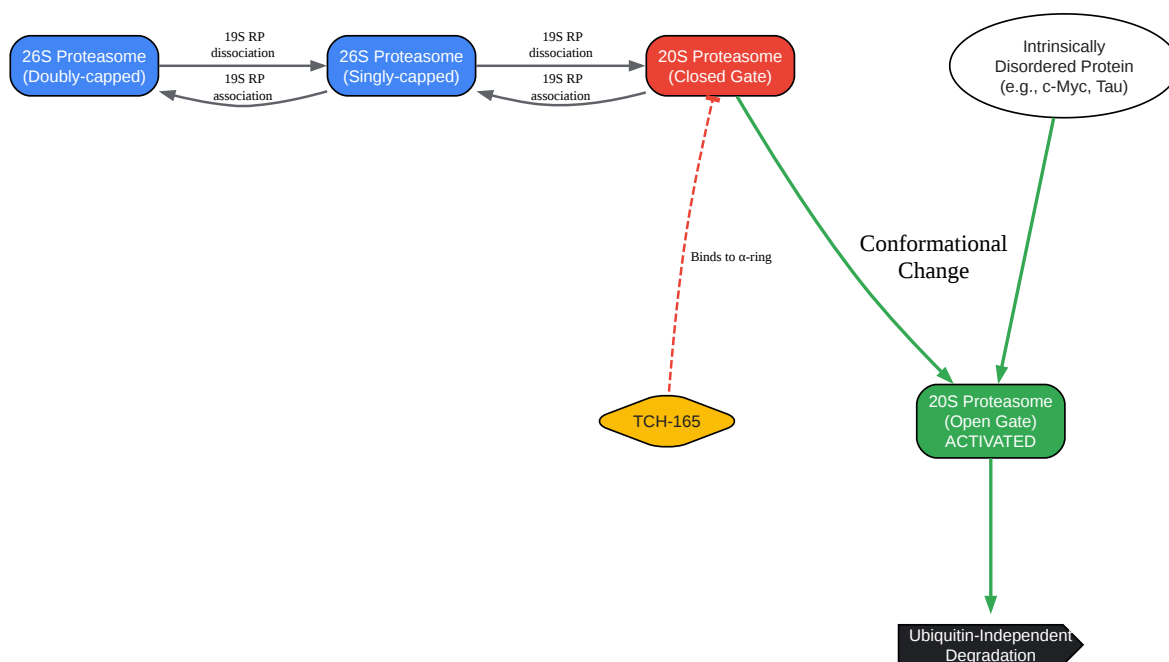 26S Proteasome
(Doubly-capped)
19S RP
dissociation
19S RP
association
26S Proteasome
(Singly-capped)
19S RP
dissociation
19S RP
association
20S Proteasome
(Closed Gate)
Intrinsically
Disordered Protein
(e.g., c-Myc, Tau)
Binds to α-ring
Conformational
Change
TCH-165
20S Proteasome
(Open Gate)
ACTIVATED
Ubiquitin-Independent
Degradation